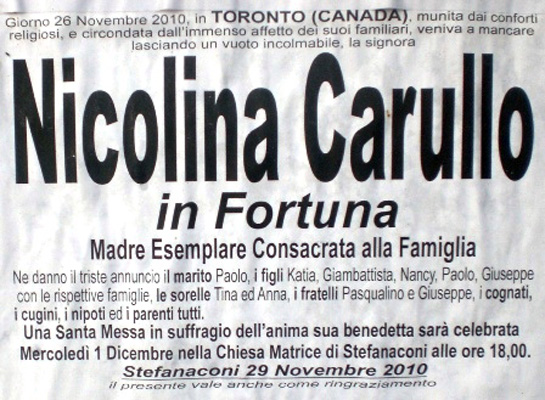 Giorno 26 Novembre 2010, in TORONTO (CANADA), munita dai conforti
religiosi, e circondata dall'immenso affetto dei suoi familiari, veniva a mancare
lasciando un vuoto incolmabile, la signora
Nicolina Carullo
in Fortuna
Madre Esemplare Consacrata alla Famiglia
Ne danno il triste annuncio il marito Paolo, i figli Katia, Giambattista, Nancy, Paolo, Giuseppe
con le rispettive famiglie, le sorelle Tina ed Anna, i fratelli Pasqualino e Giuseppe, i cognati,
i cugini, i nipoti ed i parenti tutti.
Una Santa Messa in suffragio dell'anima sua benedetta sarà celebrata
Mercoledì 1 Dicembre nella Chiesa Matrice di Stefanaconi alle ore 18,00.
Stefanaconi 29 Novembre 2010
il presente vale anche come ringraziamento